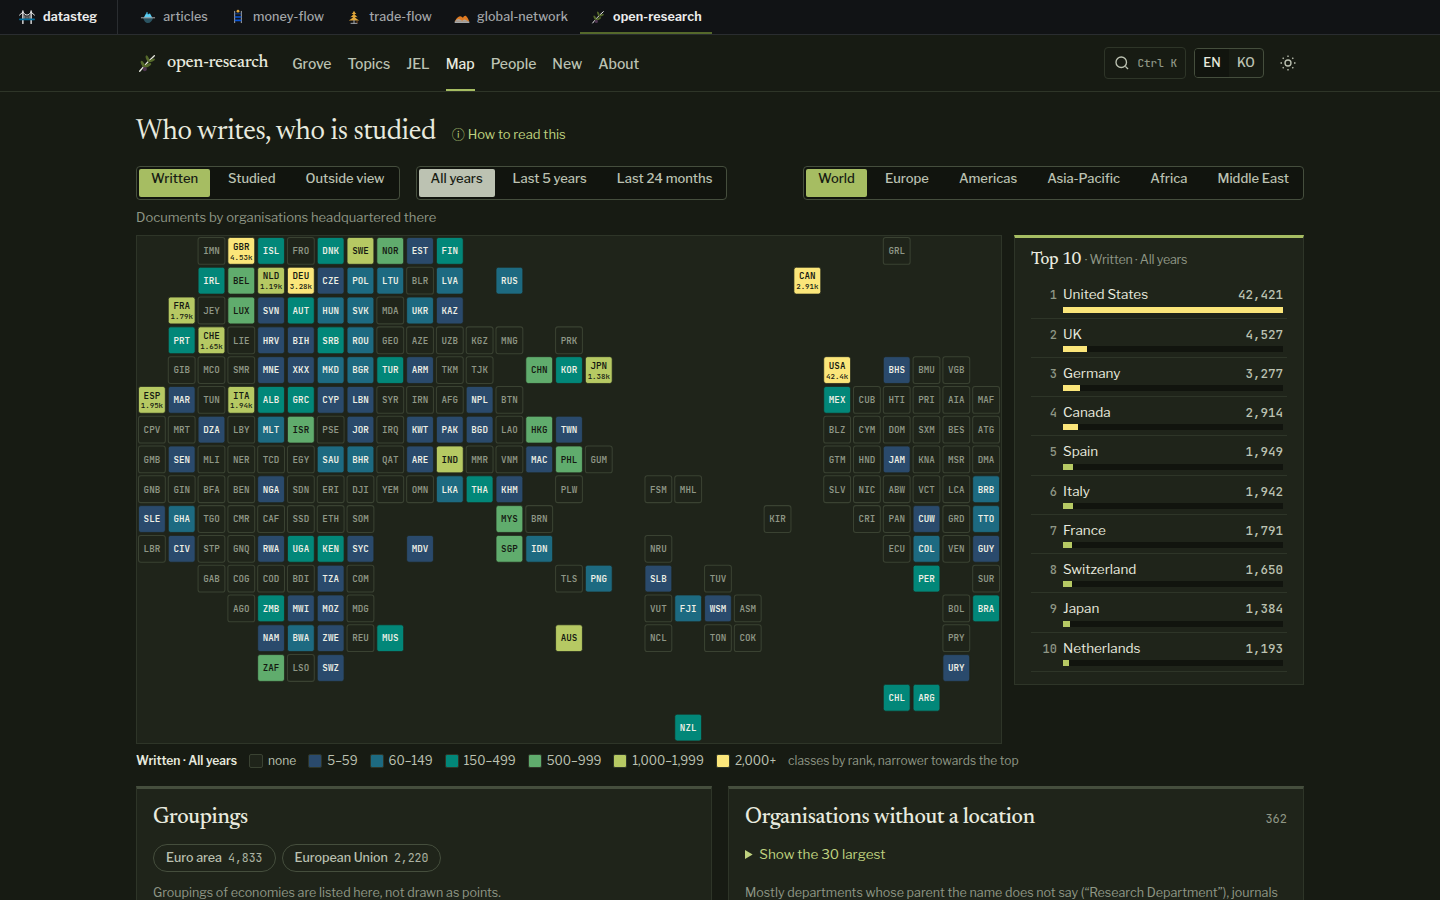 datasteg articles money-flow trade-flow global-network open-research
open-research Grove Topics JEL Map People New About Ctrl K EN KO
Who writes, who is studied ⓘ How to read this
Written Studied Outside view All years Last 5 years Last 24 months World Europe Americas Asia-Pacific Africa Middle East
Documents by organisations headquartered there
IMN GBR 4.53k ISL FRO DNK SWE NOR EST FIN GRL
IRL BEL NLD 1.19k DEU 3.28k CZE POL LTU BLR LVA RUS CAN 2.91k
FRA 1.79k JEY LUX SVN AUT HUN SVK MDA UKR KAZ
PRT CHE 1.65k LIE HRV BIH SRB ROU GEO AZE UZB KGZ MNG PRK
GIB MCO SMR MNE XKX MKD BGR TUR ARM TKM TJK CHN KOR JPN 1.38k USA 42.4k BHS BMU VGB
ESP 1.95k MAR TUN ITA 1.94k ALB GRC CYP LBN SYR IRN AFG NPL BTN MEX CUB HTI PRI AIA MAF
CPV MRT DZA LBY MLT ISR PSE JOR IRQ KWT PAK BGD LAO HKG TWN BLZ CYM DOM SXM BES ATG
GMB SEN MLI NER TCD EGY SAU BHR QAT ARE IND MMR VNM MAC PHL GUM GTM HND JAM KNA MSR DMA
GNB GIN BFA BEN NGA SDN ERI DJI YEM OMN LKA THA KHM PLW FSM MHL SLV NIC ABW VCT LCA BRB
SLE GHA TGO CMR CAF SSD ETH SOM MYS BRN KIR CRI PAN CUW GRD TTO
LBR CIV STP GNQ RWA UGA KEN SYC MDV SGP IDN NRU ECU COL VEN GUY
GAB COG COD BDI TZA COM TLS PNG SLB TUV PER SUR
AGO ZMB MWI MOZ MDG VUT FJI WSM ASM BOL BRA
NAM BWA ZWE REU MUS AUS NCL TON COK PRY
ZAF LSO SWZ URY
CHL ARG
NZL
Top 10 · Written · All years
1 United States 42,421
2 UK 4,527
3 Germany 3,277
4 Canada 2,914
5 Spain 1,949
6 Italy 1,942
7 France 1,791
8 Switzerland 1,650
9 Japan 1,384
10 Netherlands 1,193
Written · All years none 5–59 60–149 150–499 500–999 1,000–1,999 2,000+ classes by rank, narrower towards the top
Groupings
Euro area 4,833 European Union 2,220
Groupings of economies are listed here, not drawn as points.
Organisations without a location 362
▶ Show the 30 largest
Mostly departments whose parent the name does not say (“Research Department”), journals